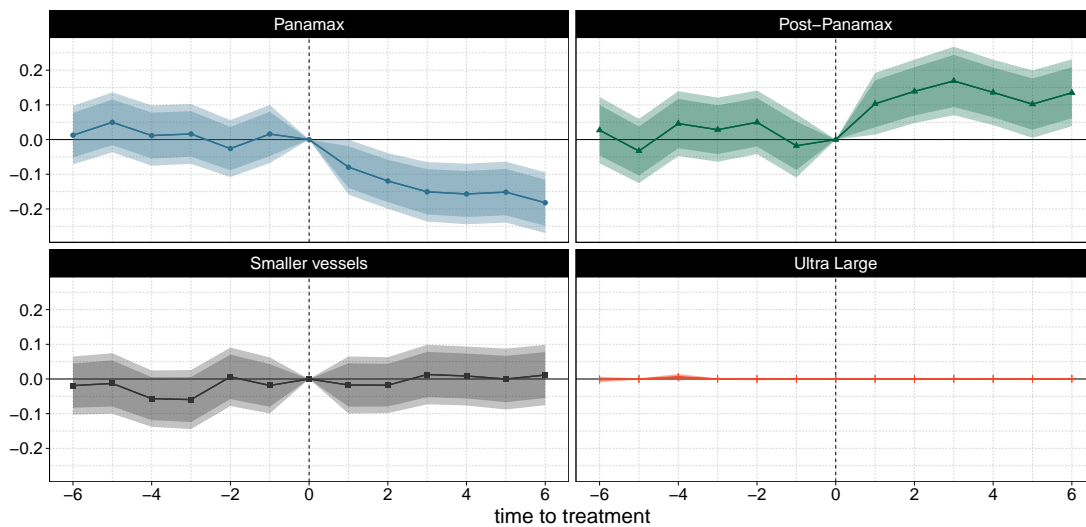 Panamax
Post−Panamax
0.2
0.1
0.0
−0.1
−0.2
Smaller vessels
Ultra Large
0.2
0.1
0.0
−0.1
−0.2
−6 −4 −2 0 2 4 6
−6 −4 −2 0 2 4 6
time to treatment